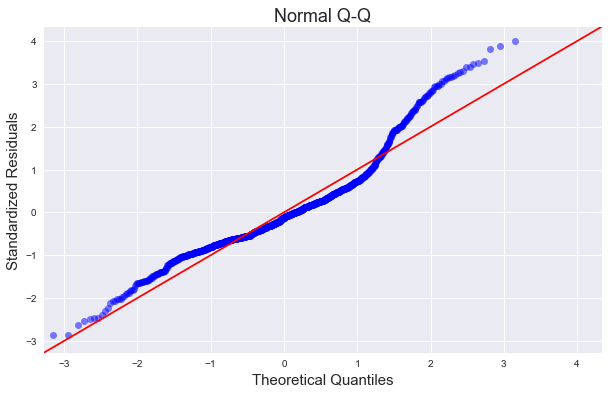 Normal Q-Q
Standardized Residuals
4
3
2
1
0
−1
−2
−3
−3 −2 −1 0 1 2 3 4
Theoretical Quantiles